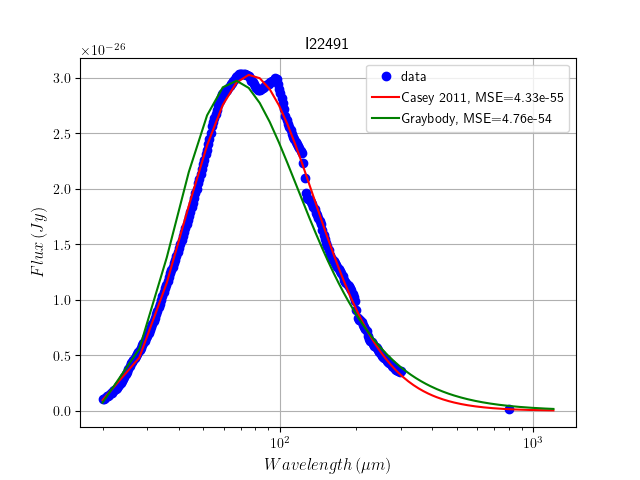 I22491
×10⁻²⁶
data
Casey 2011, MSE=4.33e-55
Graybody, MSE=4.76e-54
3.0
2.5
2.0
1.5
1.0
0.5
0.0
Flux (Jy)
10² 10³
Wavelength (μm)